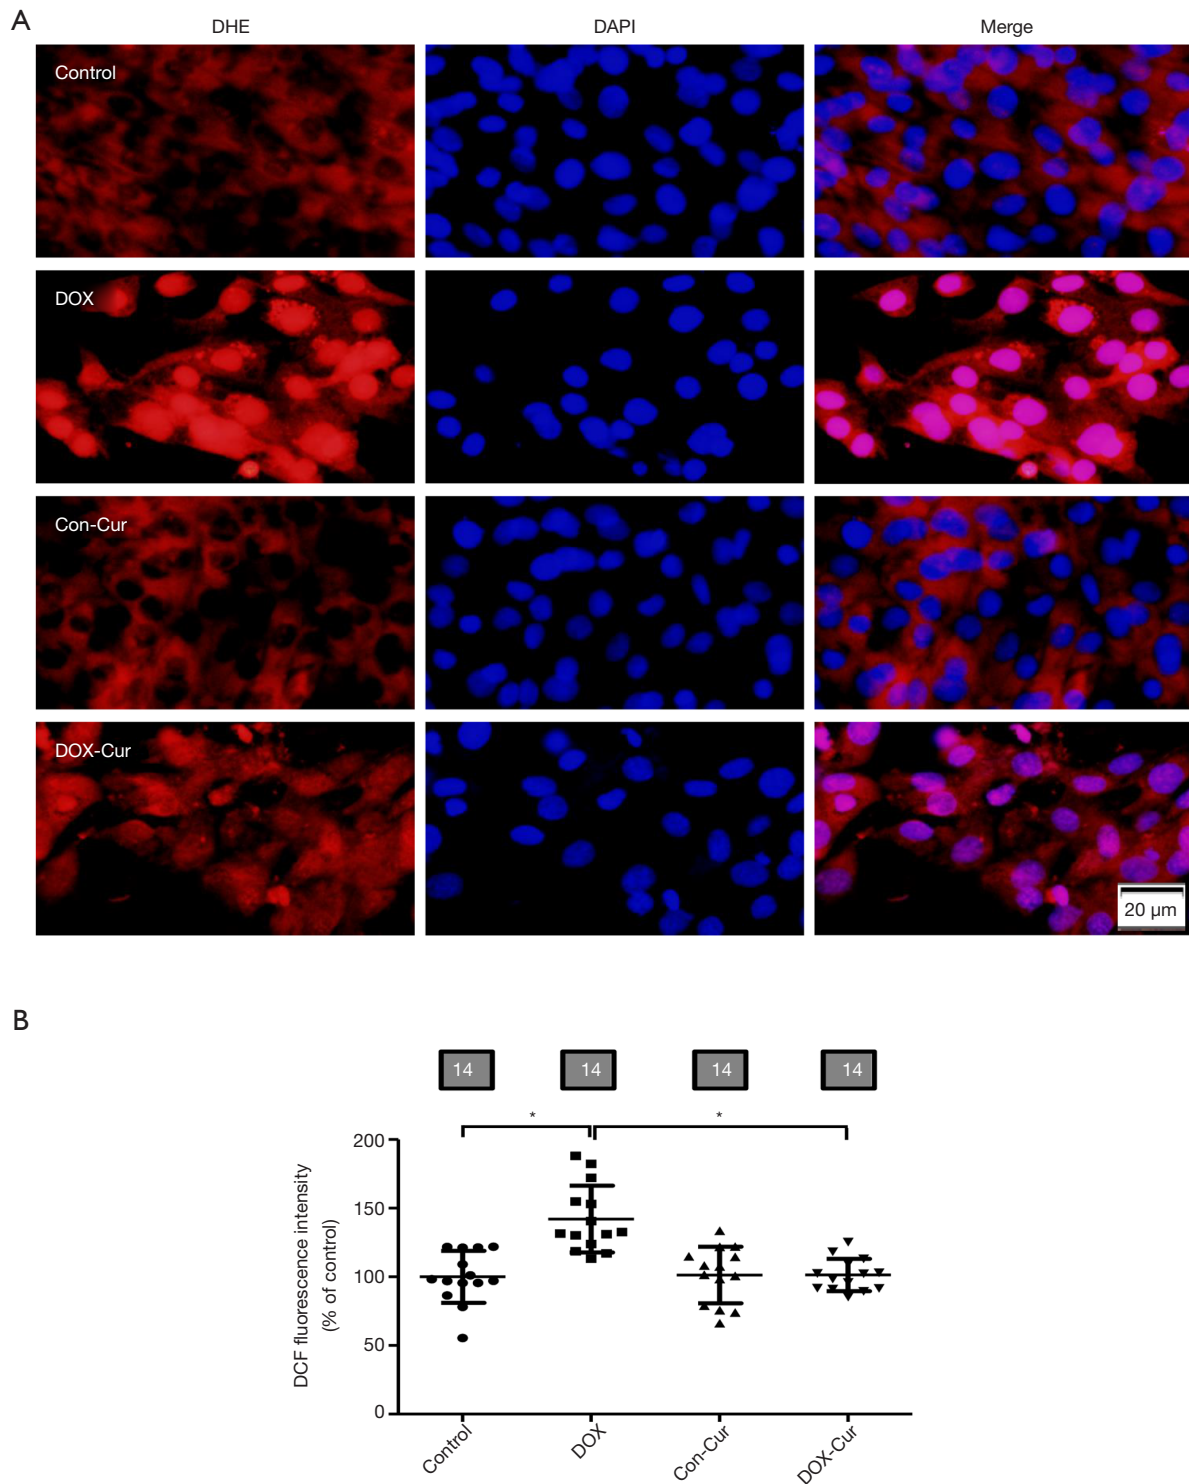 A
DHE
DAPI
Merge
Control
DOX
Con-Cur
DOX-Cur
20 µm
B
14
14
14
14
*
*
DCF fluorescence intensity
(% of control)
200
150
100
50
0
Control
DOX
Con-Cur
DOX-Cur